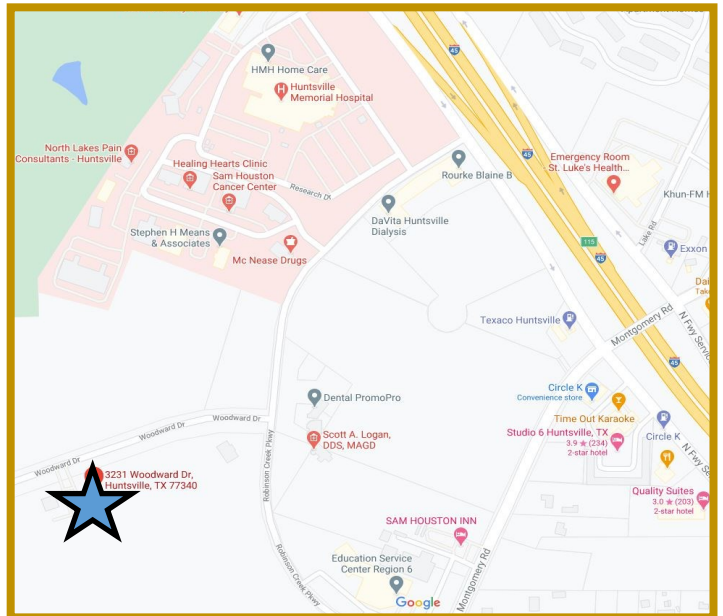 45
HMH Home Care
H
Huntsville
Memorial Hospital
45
North Lakes Pain
Consultants - Huntsville
Healing Hearts Clinic
Sam Houston
Cancer Center
Research Dr
Rourke Blaine B
Emergency Room
St. Luke's Health...
Khun-FM H
DaVita Huntsville
Dialysis
Stephen H Means
& Associates
Mc Nease Drugs
115
45
Lake Rd
Exxon
Dai
Take
Texaco Huntsville
Montgomery Rd
N Fwy Service
45
Circle K
Convenience store
Dental PromoPro
Time Out Karaoke
Woodward Dr
Woodward Dr
Woodward Dr
Robinson Creek Pkwy
Scott A. Logan,
DDS, MAGD
Studio 6 Huntsville, TX
3.9 ★ (234)
2-star hotel
Circle K
N Fwy Serv
3231 Woodward Dr,
Huntsville, TX 77340
Quality Suites
3.0 ★ (203)
2-star hotel
SAM HOUSTON INN
Montgomery Rd
Robinson Creek Pkwy
Education Service
Center Region 6
Google